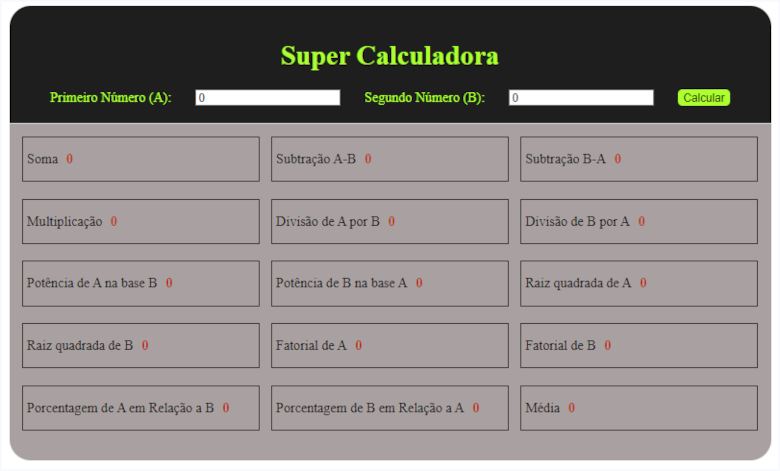 Super Calculadora
Primeiro Número (A): 0 Segundo Número (B): 0 Calcular
Soma 0 Subtração A-B 0 Subtração B-A 0
Multiplicação 0 Divisão de A por B 0 Divisão de B por A 0
Potência de A na base B 0 Potência de B na base A 0 Raiz quadrada de A 0
Raiz quadrada de B 0 Fatorial de A 0 Fatorial de B 0
Porcentagem de A em Relação a B 0 Porcentagem de B em Relação a A 0 Média 0